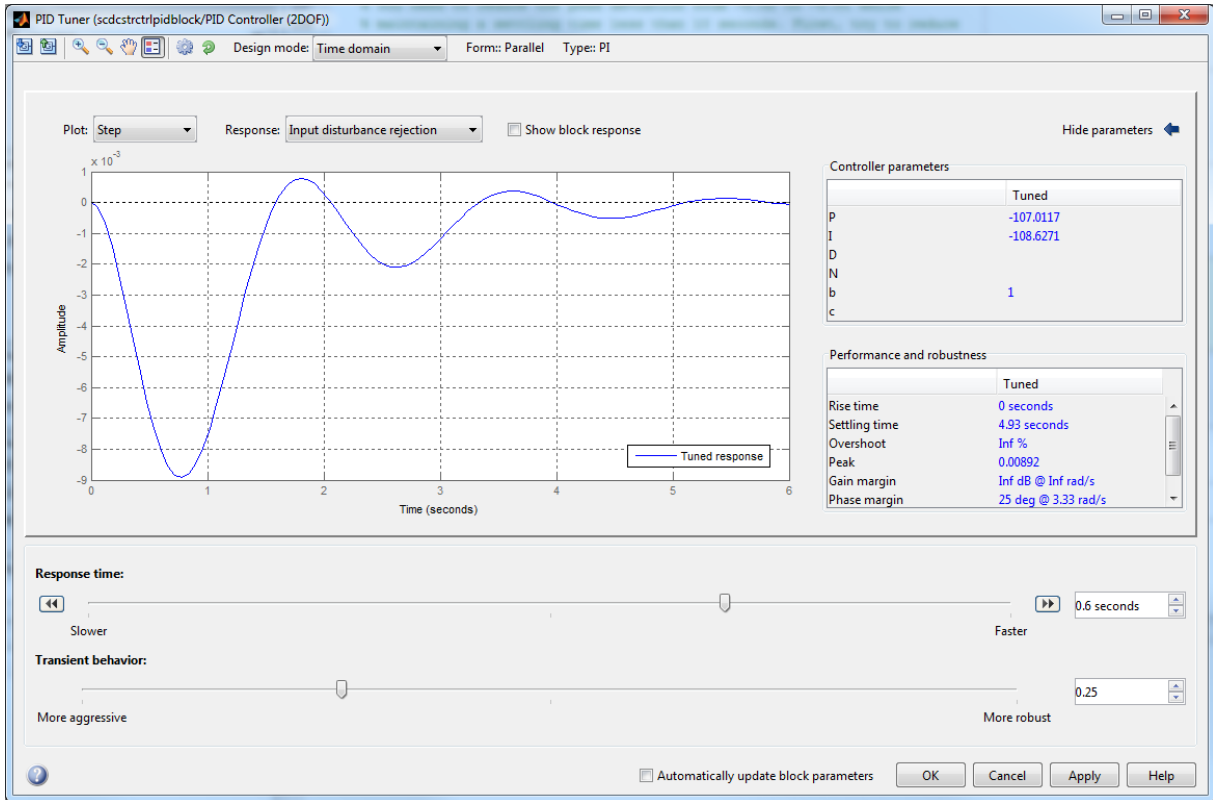 PID Tuner (scdcstrctrlpidblock/PID Controller (2DOF))
Design mode: Time domain Form:: Parallel Type:: PI
Plot: Step Response: Input disturbance rejection Show block response Hide parameters
x 10^-3
1
0
-1
-2
-3
-4
-5
-6
-7
-8
-9
Amplitude
0 1 2 3 4 5 6
Time (seconds)
Tuned response
Controller parameters
Tuned
P -107.0117
I -108.6271
D
N
b 1
c
Performance and robustness
Tuned
Rise time 0 seconds
Settling time 4.93 seconds
Overshoot Inf %
Peak 0.00892
Gain margin Inf dB @ Inf rad/s
Phase margin 25 deg @ 3.33 rad/s
Response time:
0.6 seconds
Slower Faster
Transient behavior:
0.25
More aggressive More robust
Automatically update block parameters OK Cancel Apply Help